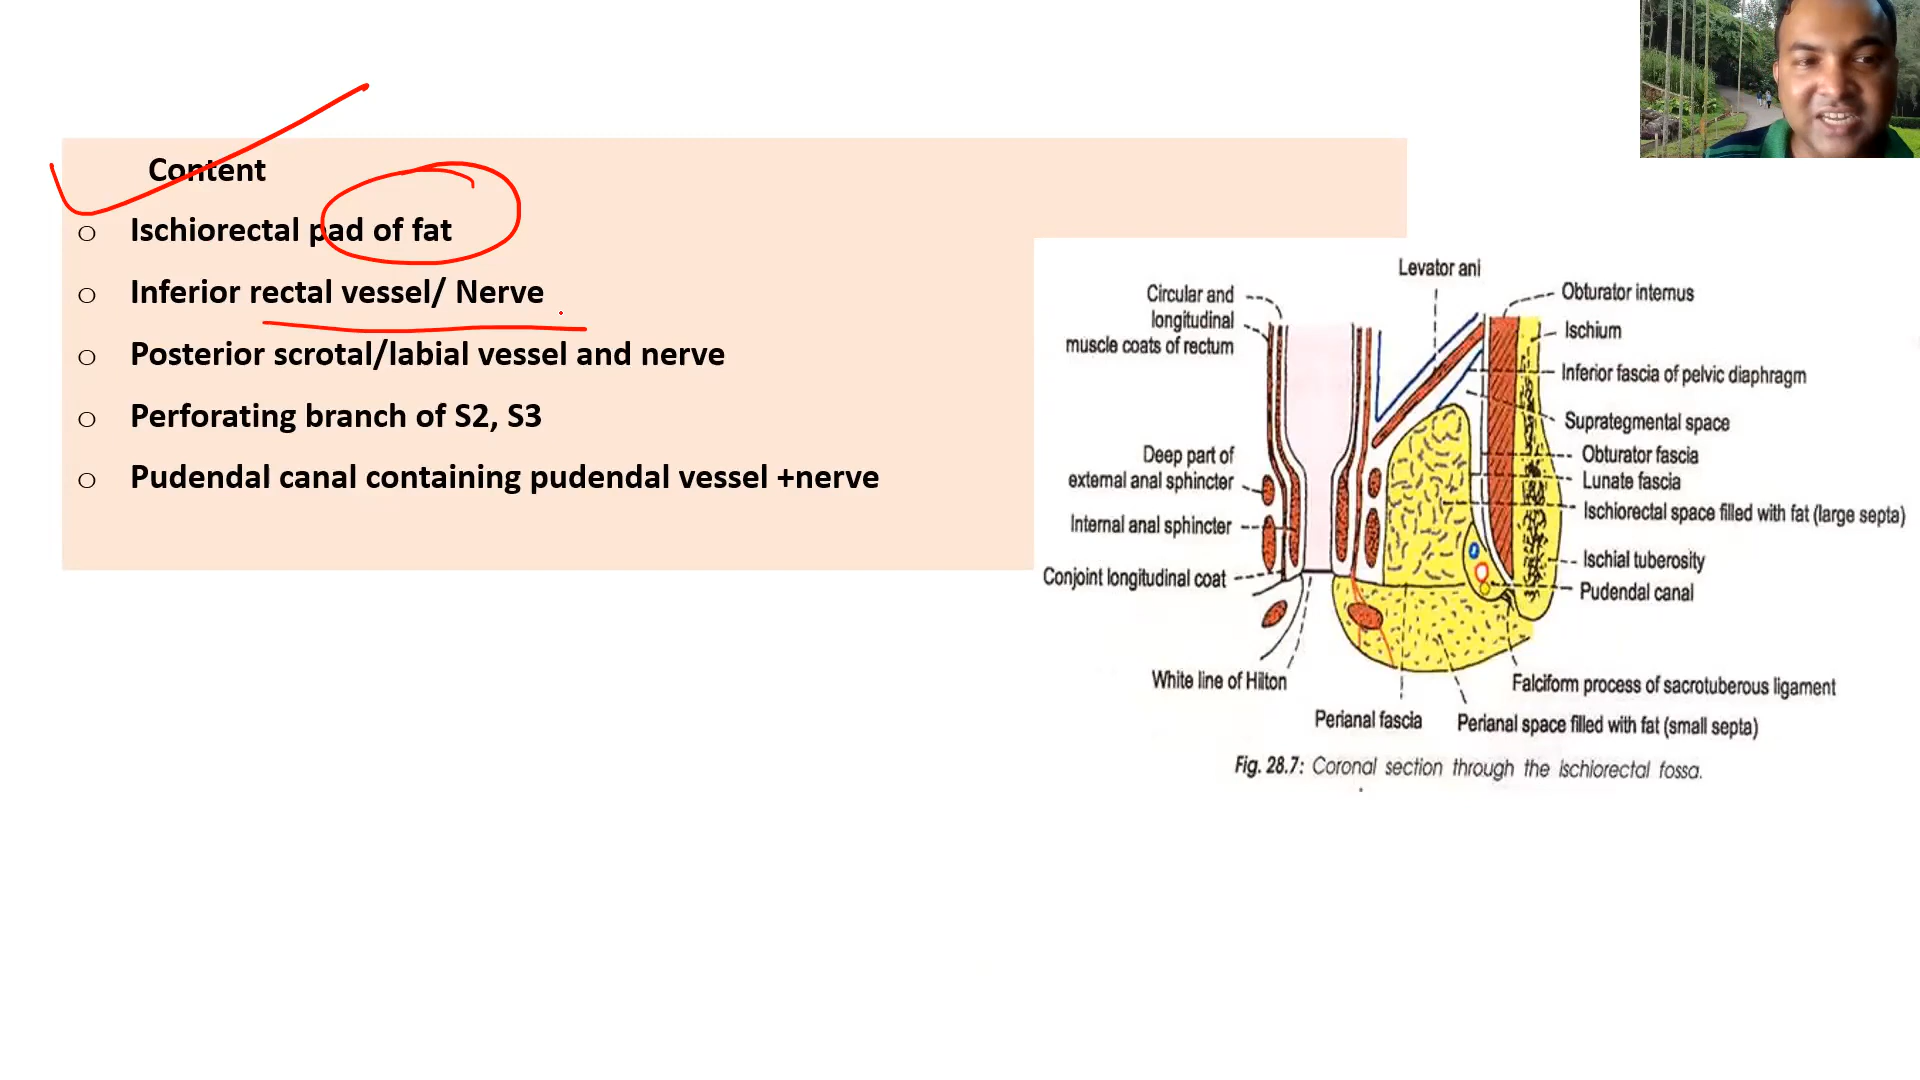 Content
o Ischiorectal pad of fat
o Inferior rectal vessel/ Nerve
o Posterior scrotal/labial vessel and nerve
o Perforating branch of S2, S3
o Pudendal canal containing pudendal vessel +nerve
Levator ani
Circular and
longitudinal
muscle coats of rectum
Deep part of
external anal sphincter
Internal anal sphincter
Conjoint longitudinal coat
White line of Hilton
Obturator internus
Ischium
Inferior fascia of pelvic diaphragm
Suprategmental space
Obturator fascia
Lunate fascia
Ischiorectal space filled with fat (large septa)
Ischial tuberosity
Pudendal canal
Falciform process of sacrotuberous ligament
Perianal fascia
Perianal space filled with fat (small septa)
Fig. 28.7: Coronal section through the ischiorectal fossa.